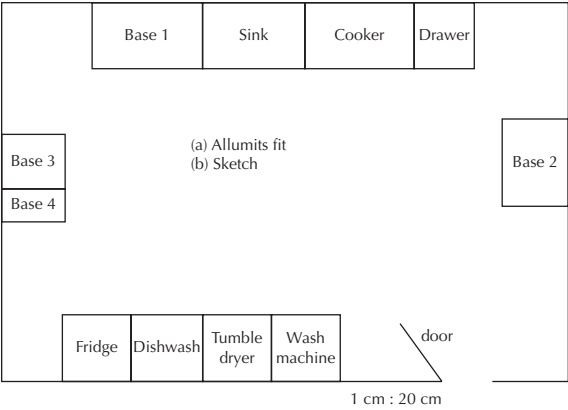 Base 1
Sink
Cooker
Drawer
(a) Allumits fit
(b) Sketch
Base 3
Base 2
Base 4
Fridge
Dishwash
Tumble
dryer
Wash
machine
door
1 cm : 20 cm